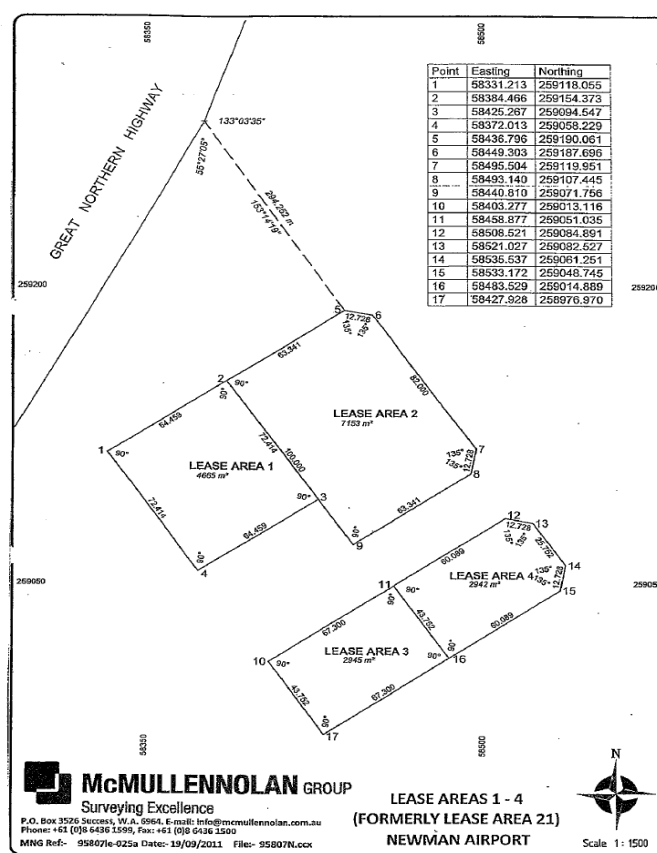 58350
58500
Point Easting Northing
1 58331.213 259118.055
2 58384.466 259154.373
3 58425.267 259094.547
4 58372.013 259058.229
5 58436.796 259190.061
6 58449.303 259187.696
7 58495.504 259119.951
8 58493.140 259107.445
9 58440.810 259071.756
10 58403.277 259013.116
11 58458.877 259051.035
12 58508.521 259084.891
13 58521.027 259082.527
14 58535.537 259061.251
15 58533.172 259048.745
16 58483.529 259014.889
17 58427.928 258976.970
GREAT NORTHERN HIGHWAY
133°03'35"
55°27'05"
294.262 m
153°14'19"
259200
259200
5
12.728
6
135°
135°
63.341
82.000
2
90°
90°
LEASE AREA 2
7153 m²
64.459
1
90°
72.414
100.000
7
135°
135°
12.728
8
LEASE AREA 1
4665 m²
72.414
90°
3
63.341
64.459
90°
90°
4
9
12
12.728
13
135°
135°
25.752
60.089
259050
259050
11
90°
90°
LEASE AREA 4
2942 m²
135°
135°
14
12.728
15
67.300
43.752
60.089
LEASE AREA 3
2945 m²
10
90°
90°
90°
16
43.752
67.300
90°
17
58350
58500
N
McMULLENNOLAN GROUP
Surveying Excellence
P.O. Box 3526 Success, W.A. 6964. E-mail: info@mcmullennolan.com.au
Phone: +61 (0)8 6436 1599, Fax: +61 (0)8 6436 1500
MNG Ref:- 95807le-025a Date:- 19/09/2011 File:- 95807N.ccx
LEASE AREAS 1 - 4
(FORMERLY LEASE AREA 21)
NEWMAN AIRPORT
Scale 1: 1500